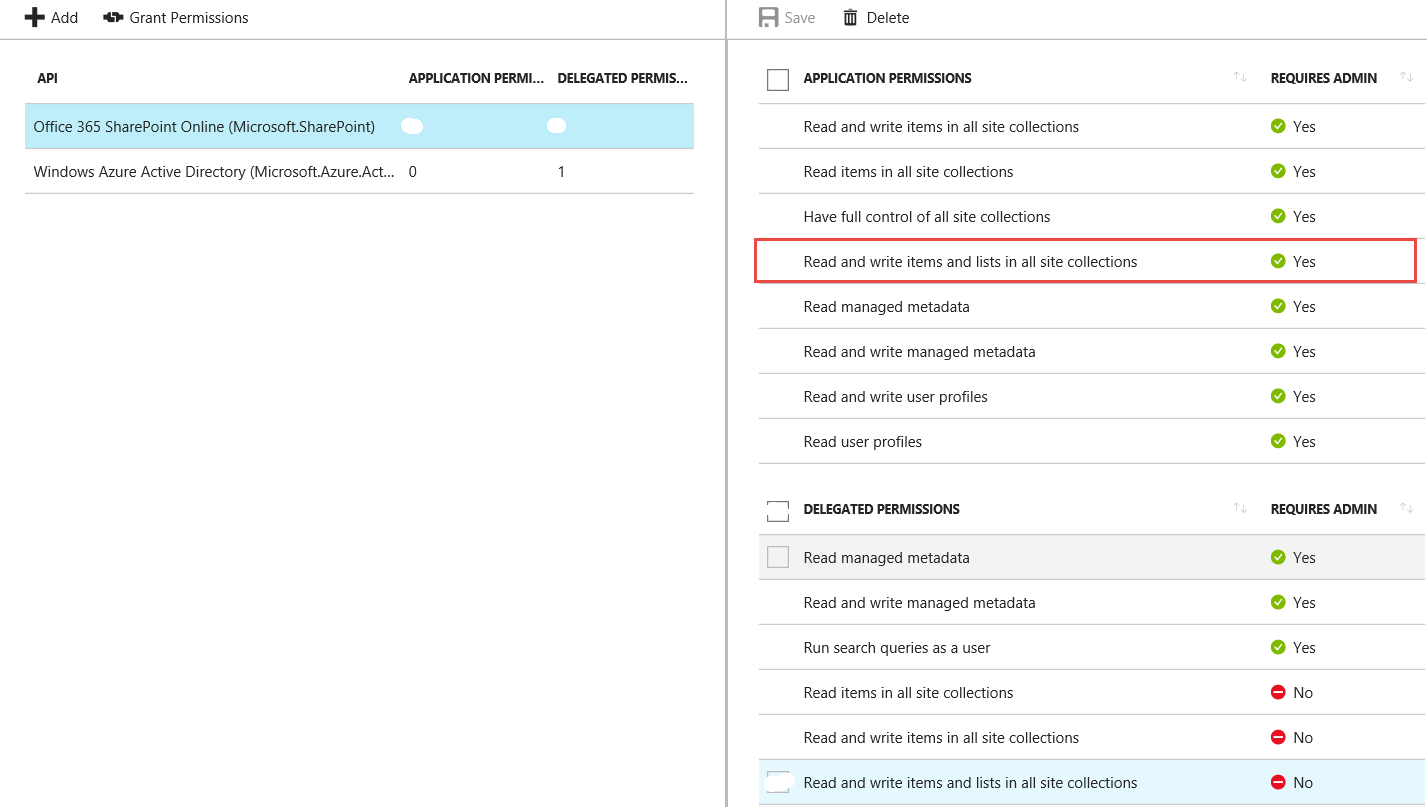 Add Grant Permissions
API APPLICATION PERMI... DELEGATED PERMIS...
Office 365 SharePoint Online (Microsoft.SharePoint)
Windows Azure Active Directory (Microsoft.Azure.Act... 0 1
Save Delete
APPLICATION PERMISSIONS REQUIRES ADMIN
Read and write items in all site collections Yes
Read items in all site collections Yes
Have full control of all site collections Yes
Read and write items and lists in all site collections Yes
Read managed metadata Yes
Read and write managed metadata Yes
Read and write user profiles Yes
Read user profiles Yes
DELEGATED PERMISSIONS REQUIRES ADMIN
Read managed metadata Yes
Read and write managed metadata Yes
Run search queries as a user Yes
Read items in all site collections No
Read and write items in all site collections No
Read and write items and lists in all site collections No